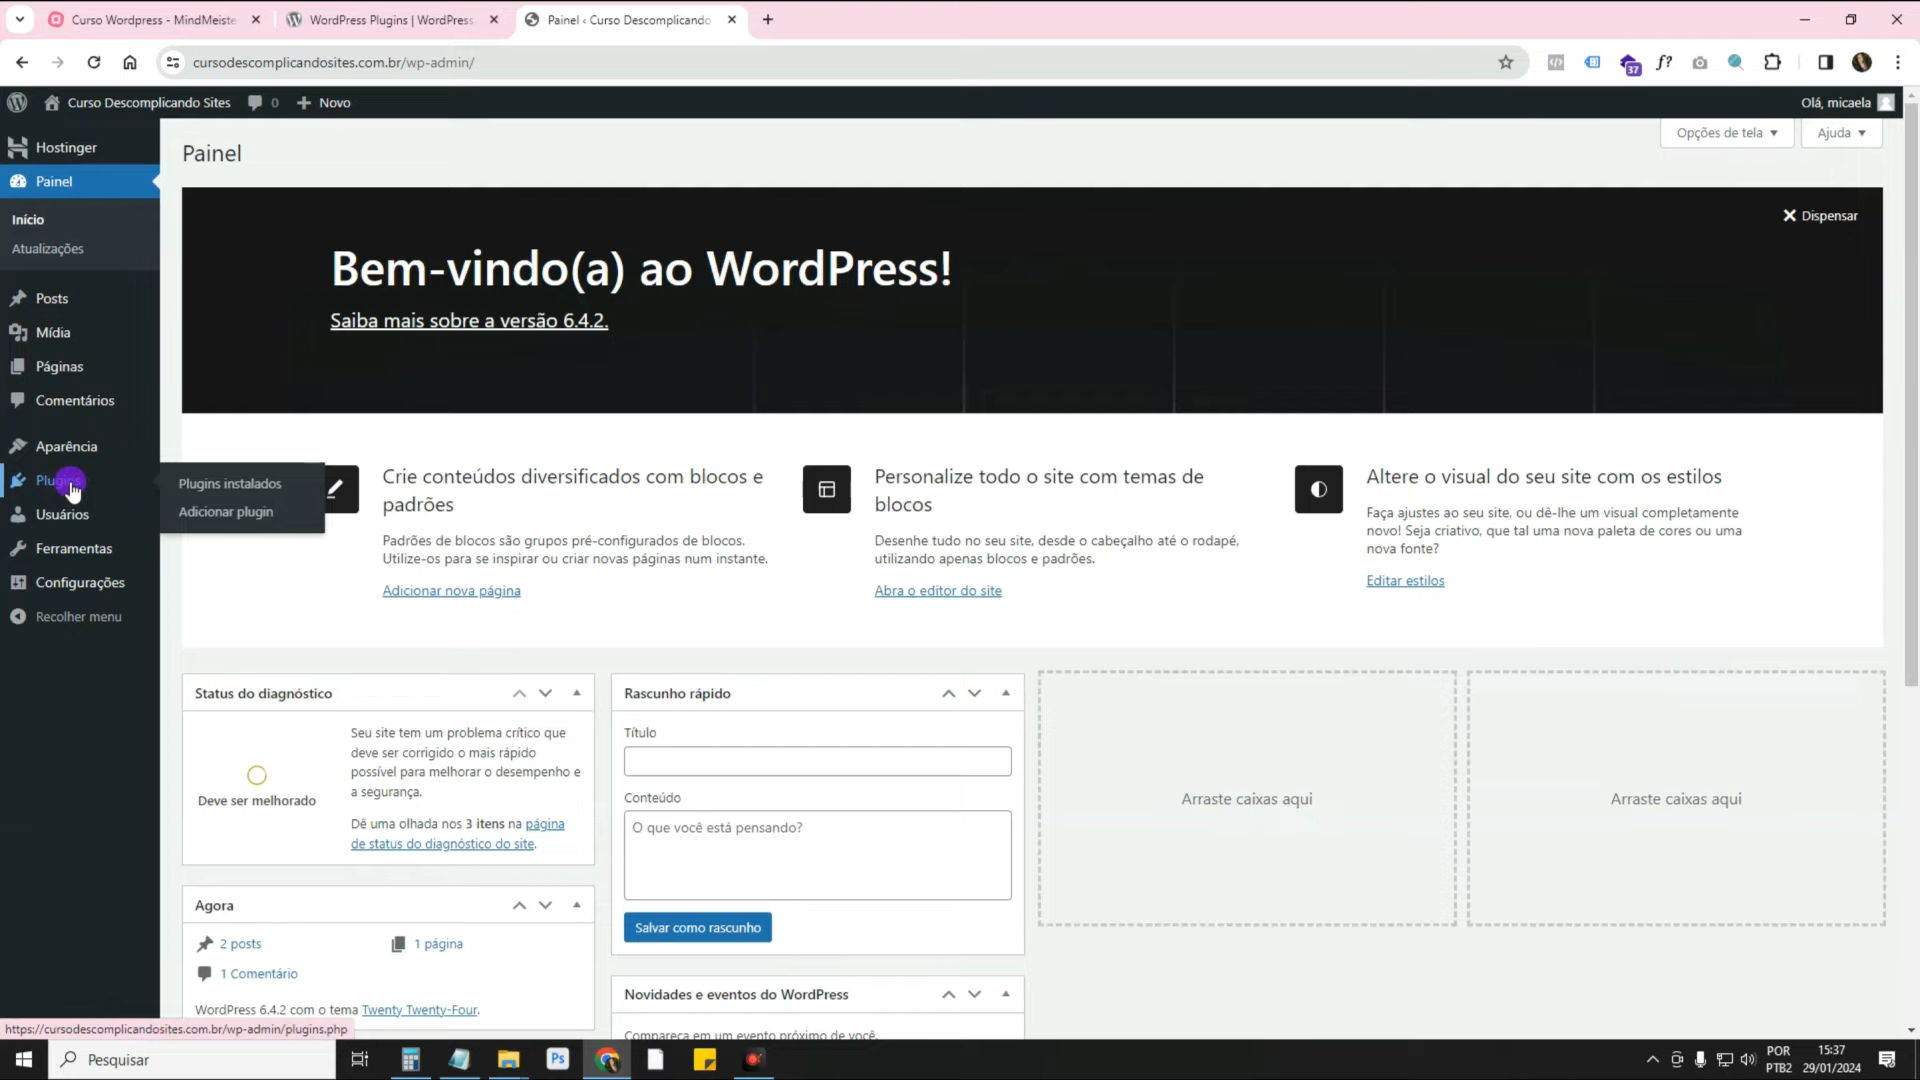 Curso Wordpress - MindMeiste
WordPress Plugins | WordPress
Painel ‹ Curso Descomplicando
cursodescomplicandosites.com.br/wp-admin/
f?
37
Curso Descomplicando Sites
0
Novo
Olá, micaela
Hostinger
Painel
Início
Atualizações
Posts
Mídia
Páginas
Comentários
Aparência
Plugins
Usuários
Ferramentas
Configurações
Recolher menu
Plugins instalados
Adicionar plugin
Painel
Opções de tela
Ajuda
Dispensar
Bem-vindo(a) ao WordPress!
Saiba mais sobre a versão 6.4.2.
Crie conteúdos diversificados com blocos e
padrões
Padrões de blocos são grupos pré-configurados de blocos.
Utilize-os para se inspirar ou criar novas páginas num instante.
Adicionar nova página
Personalize todo o site com temas de
blocos
Desenhe tudo no seu site, desde o cabeçalho até o rodapé,
utilizando apenas blocos e padrões.
Abra o editor do site
Altere o visual do seu site com os estilos
Faça ajustes ao seu site, ou dê-lhe um visual completamente
novo! Seja criativo, que tal uma nova paleta de cores ou uma
nova fonte?
Editar estilos
Status do diagnóstico
Deve ser melhorado
Seu site tem um problema crítico que
deve ser corrigido o mais rápido
possível para melhorar o desempenho e
a segurança.
Dê uma olhada nos 3 itens na página
de status do diagnóstico do site.
Agora
2 posts
1 página
1 Comentário
WordPress 6.4.2 com o tema Twenty Twenty-Four.
Rascunho rápido
Título
Conteúdo
O que você está pensando?
Salvar como rascunho
Novidades e eventos do WordPress
Compareça em um evento próximo de você.
Arraste caixas aqui
Arraste caixas aqui
https://cursodescomplicandosites.com.br/wp-admin/plugins.php
Pesquisar
Ps
POR
PTB2
15:37
29/01/2024